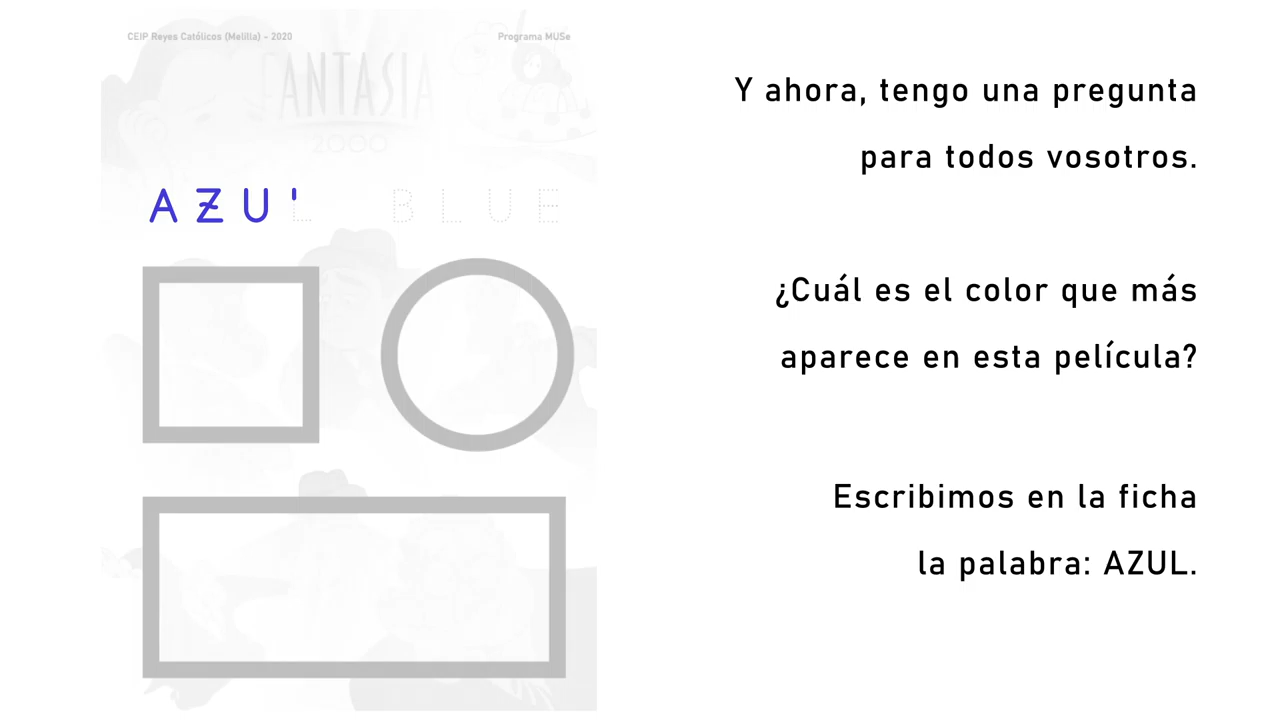 CEIP Reyes Católicos (Melilla) - 2020
Programa MUSe
FANTASIA
2000
AZUL BLUE
Y ahora, tengo una pregunta
para todos vosotros.
¿Cuál es el color que más
aparece en esta película?
Escribimos en la ficha
la palabra: AZUL.